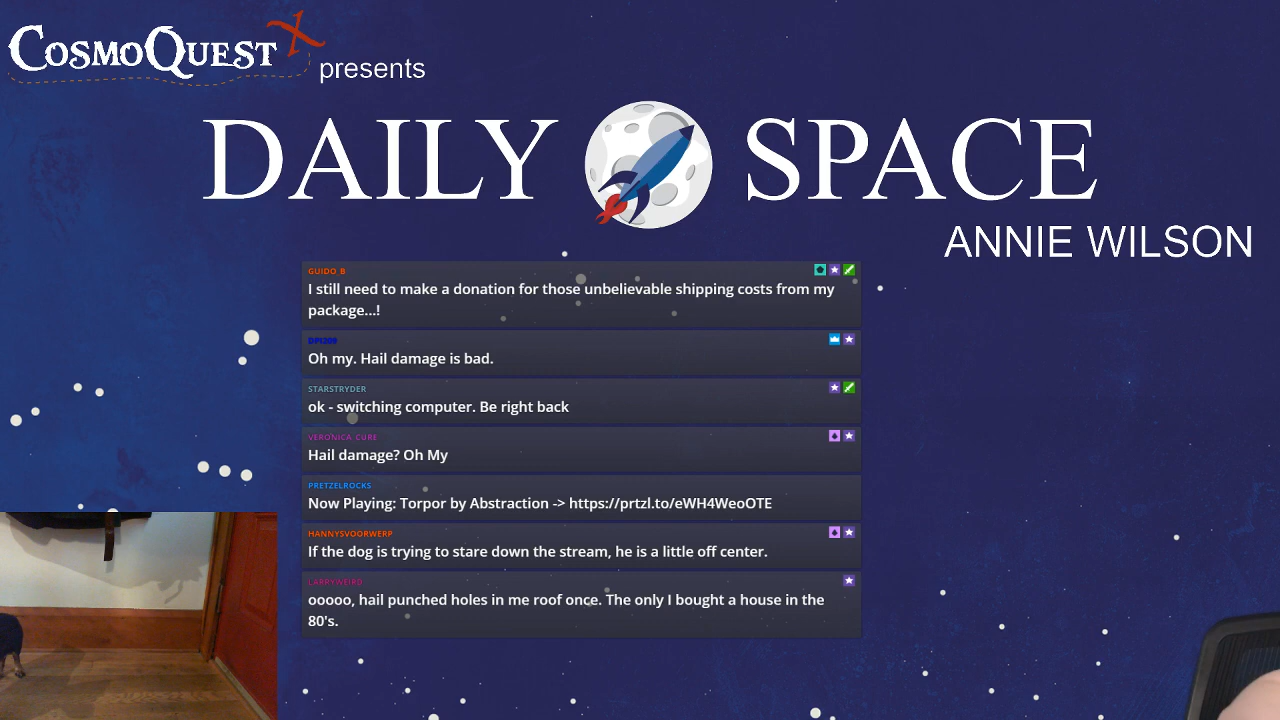 CosmoQuest X
presents
DAILY SPACE
ANNIE WILSON
GUIDO_B
I still need to make a donation for those unbelievable shipping costs from my
package...!
DPI209
Oh my. Hail damage is bad.
STARSTRYDER
ok - switching computer. Be right back
VERONICA_CURE
Hail damage? Oh My
PRETZELROCKS
Now Playing: Torpor by Abstraction -> https://prtzl.to/eWH4WeoOTE
HANNYSVOORWERP
If the dog is trying to stare down the stream, he is a little off center.
LARRYWEIRD
ooooo, hail punched holes in me roof once. The only I bought a house in the
80's.